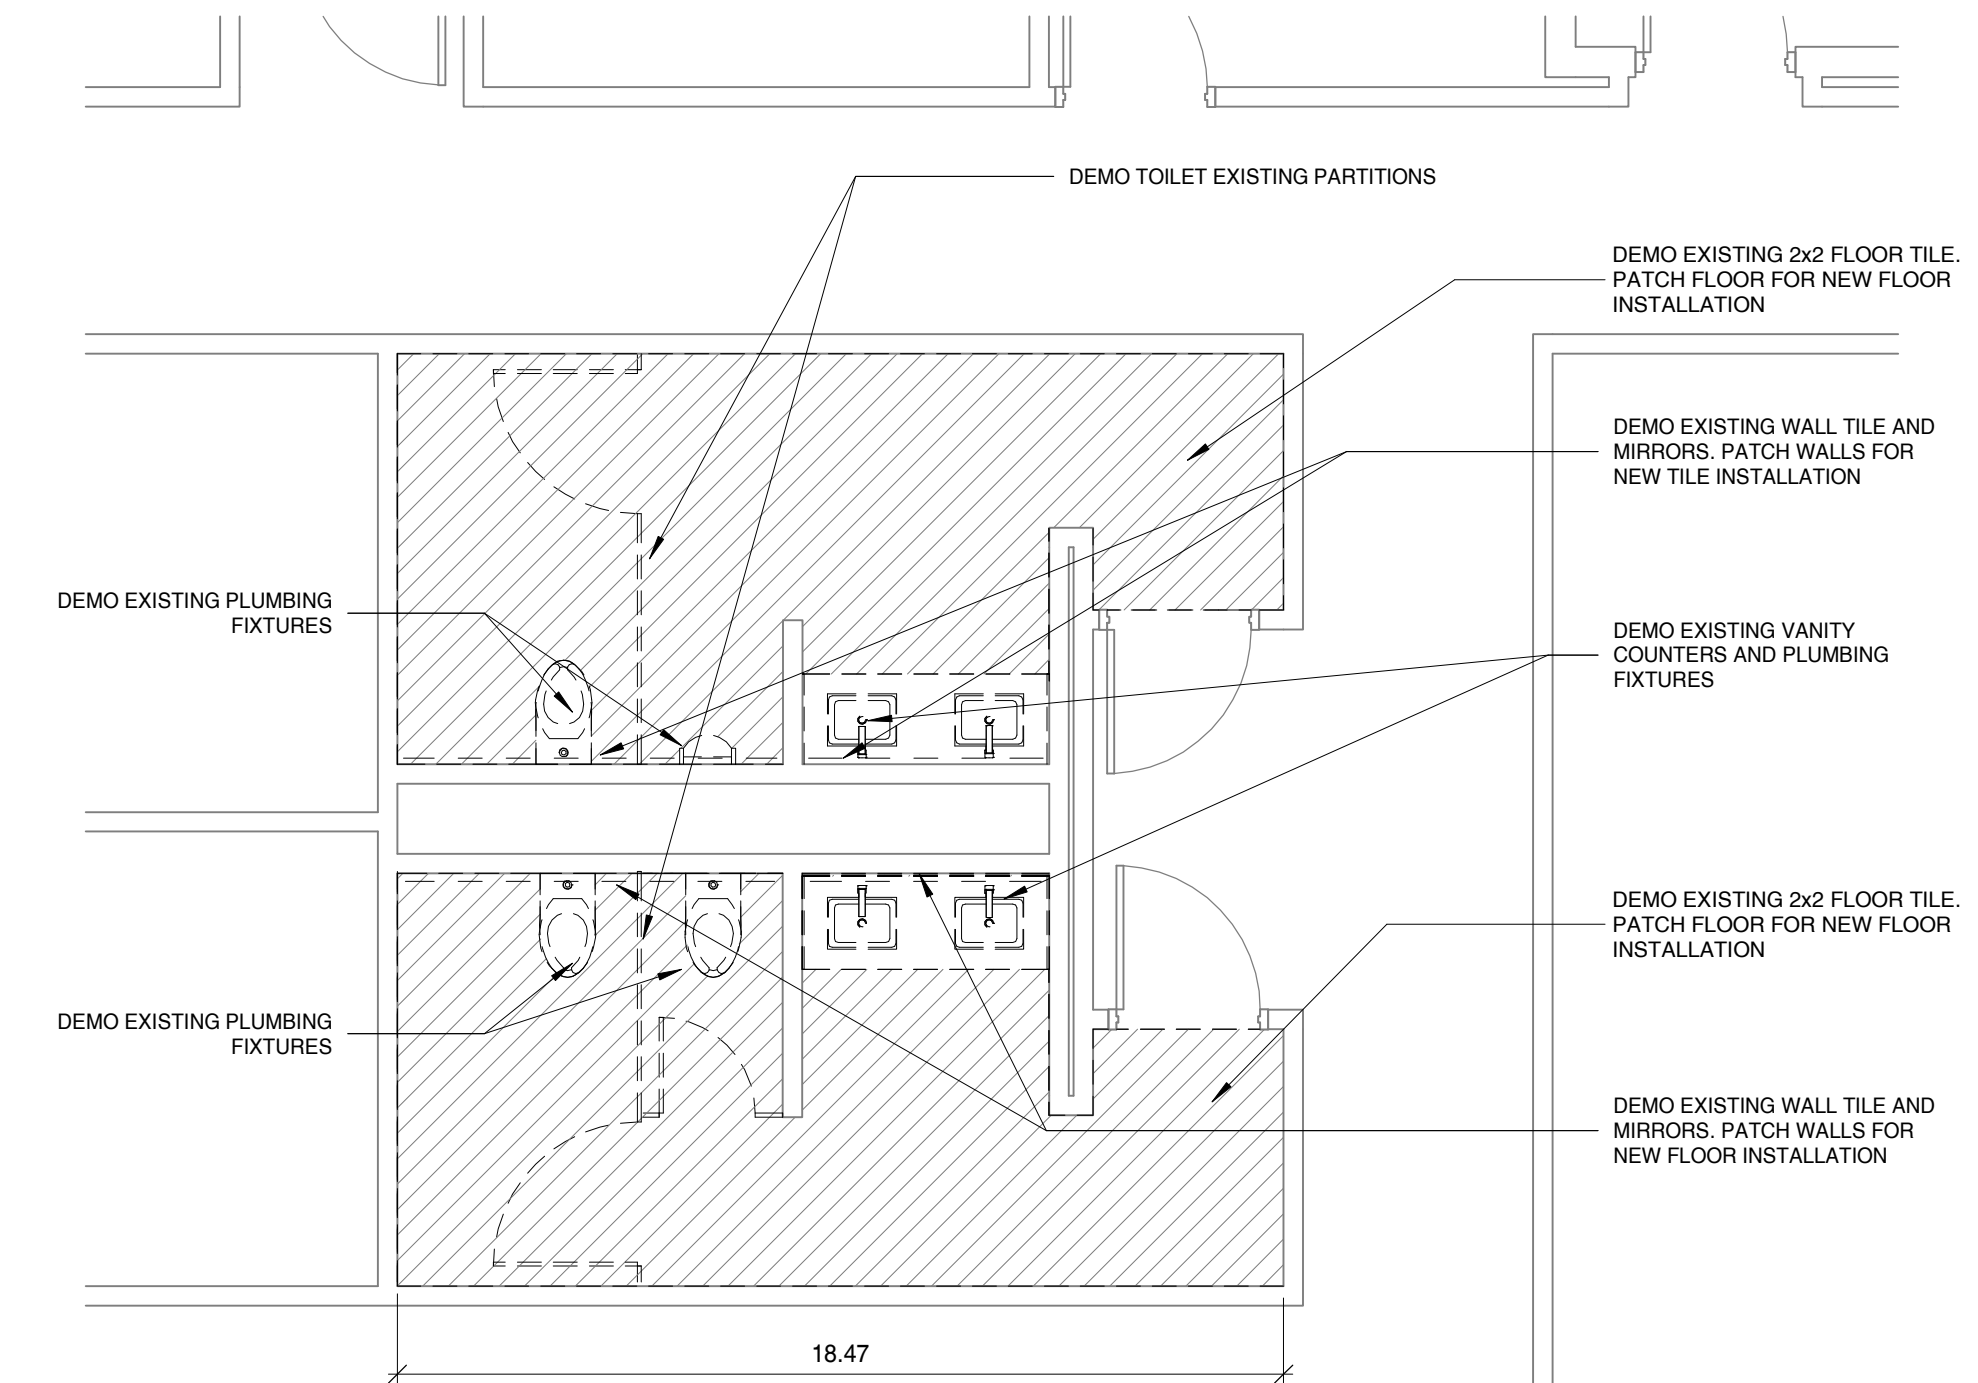 DEMO TOILET EXISTING PARTITIONS
DEMO EXISTING 2x2 FLOOR TILE.
PATCH FLOOR FOR NEW FLOOR
INSTALLATION
DEMO EXISTING WALL TILE AND
MIRRORS. PATCH WALLS FOR
NEW TILE INSTALLATION
DEMO EXISTING PLUMBING
FIXTURES
DEMO EXISTING VANITY
COUNTERS AND PLUMBING
FIXTURES
DEMO EXISTING 2x2 FLOOR TILE.
PATCH FLOOR FOR NEW FLOOR
INSTALLATION
DEMO EXISTING PLUMBING
FIXTURES
DEMO EXISTING WALL TILE AND
MIRRORS. PATCH WALLS FOR
NEW FLOOR INSTALLATION
18.47